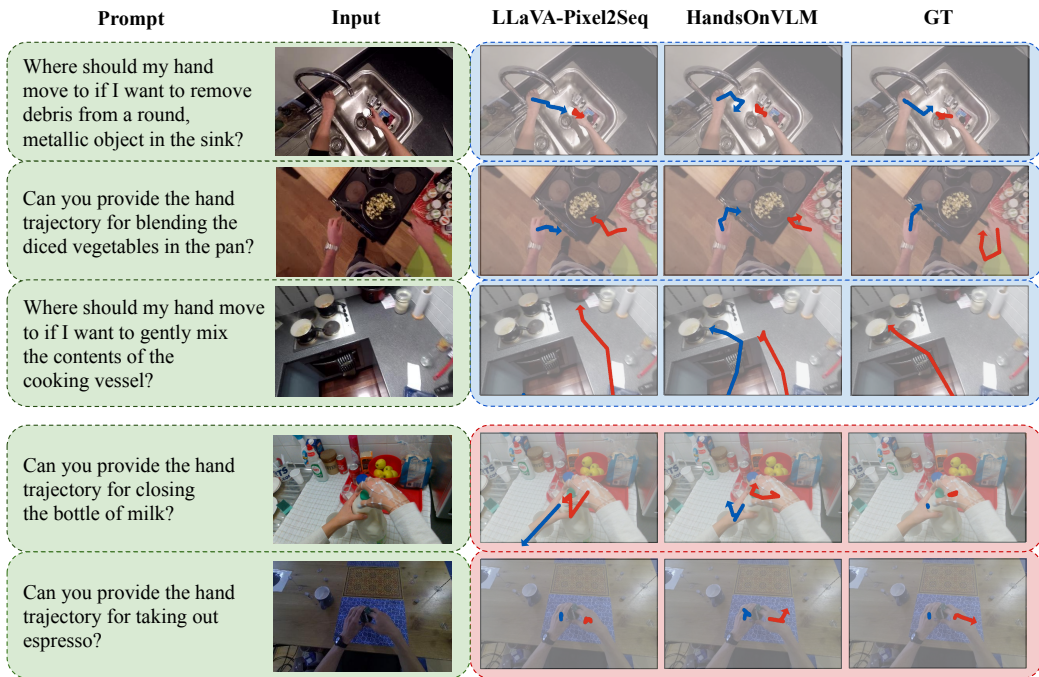 Prompt
Input
LLaVA-Pixel2Seq
HandsOnVLM
GT
Where should my hand
move to if I want to remove
debris from a round,
metallic object in the sink?
Can you provide the hand
trajectory for blending the
diced vegetables in the pan?
Where should my hand move
to if I want to gently mix
the contents of the
cooking vessel?
Can you provide the hand
trajectory for closing
the bottle of milk?
Can you provide the hand
trajectory for taking out
espresso?